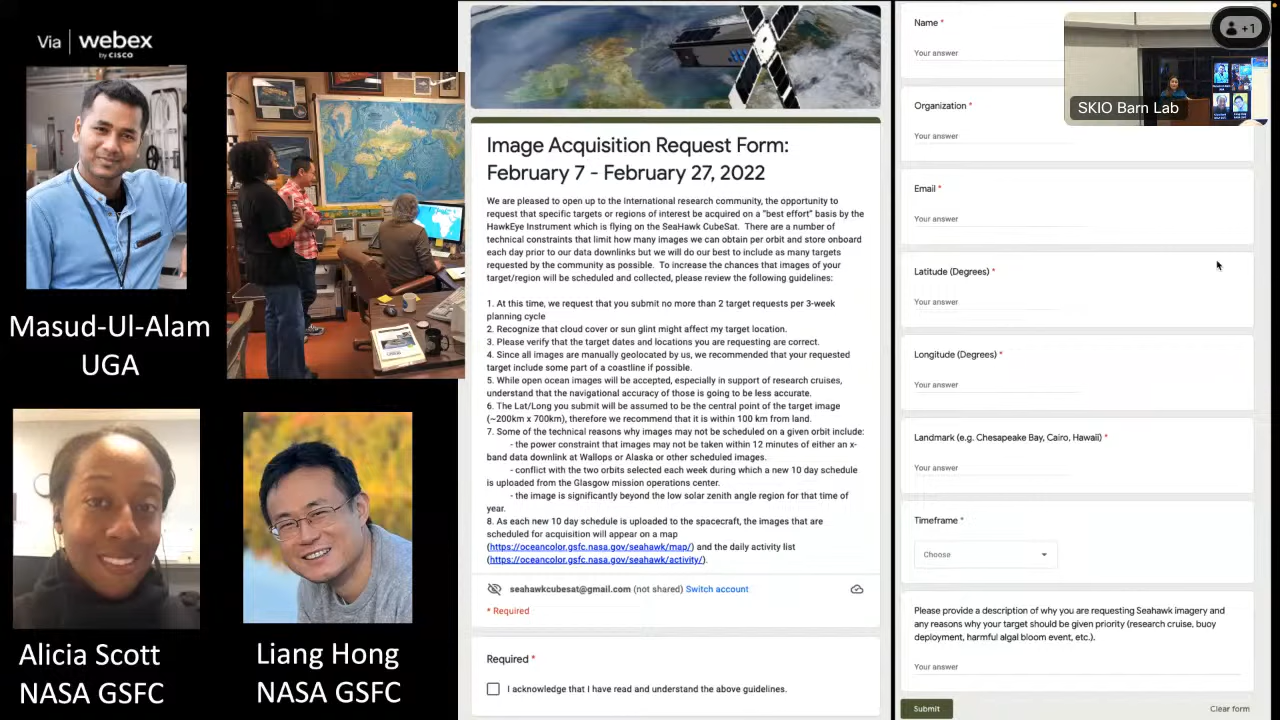 Via | webex
by CISCO
Masud-Ul-Alam
UGA
Alicia Scott
NASA GSFC
Liang Hong
NASA GSFC
Image Acquisition Request Form:
February 7 - February 27, 2022
We are pleased to open up to the international research community, the opportunity to
request that specific targets or regions of interest be acquired on a "best effort" basis by the
HawkEye Instrument which is flying on the SeaHawk CubeSat. There are a number of
technical constraints that limit how many images we can obtain per orbit and store onboard
each day prior to our data downlinks but we will do our best to include as many targets
requested by the community as possible. To increase the chances that images of your
target/region will be scheduled and collected, please review the following guidelines:
1. At this time, we request that you submit no more than 2 target requests per 3-week
planning cycle
2. Recognize that cloud cover or sun glint might affect my target location.
3. Please verify that the target dates and locations you are requesting are correct.
4. Since all images are manually geolocated by us, we recommended that your requested
target include some part of a coastline if possible.
5. While open ocean images will be accepted, especially in support of research cruises,
understand that the navigational accuracy of those is going to be less accurate.
6. The Lat/Long you submit will be assumed to be the central point of the target image
(~200km x 700km), therefore we recommend that it is within 100 km from land.
7. Some of the technical reasons why images may not be scheduled on a given orbit include:
- the power constraint that images may not be taken within 12 minutes of either an x-
band data downlink at Wallops or Alaska or other scheduled images.
- conflict with the two orbits selected each week during which a new 10 day schedule
is uploaded from the Glasgow mission operations center.
- the image is significantly beyond the low solar zenith angle region for that time of
year.
8. As each new 10 day schedule is uploaded to the spacecraft, the images that are
scheduled for acquisition will appear on a map
(https://oceancolor.gsfc.nasa.gov/seahawk/map/) and the daily activity list
(https://oceancolor.gsfc.nasa.gov/seahawk/activity/).
seahawkcubesat@gmail.com (not shared) Switch account
* Required
Required *
I acknowledge that I have read and understand the above guidelines.
Name *
Your answer
Organization *
Your answer
Email *
Your answer
Latitude (Degrees) *
Your answer
Longitude (Degrees) *
Your answer
Landmark (e.g. Chesapeake Bay, Cairo, Hawaii) *
Your answer
Timeframe *
Choose
Please provide a description of why you are requesting Seahawk imagery and
any reasons why your target should be given priority (research cruise, buoy
deployment, harmful algal bloom event, etc.).
Your answer
Submit
Clear form
+1
SKIO Barn Lab